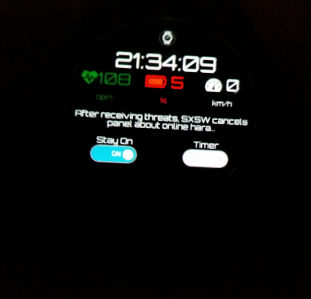 21:34:09
108 5 0
bpm % km/h
After receiving threats, SXSW cancels
panel about online hara..
Stay On Timer
ON